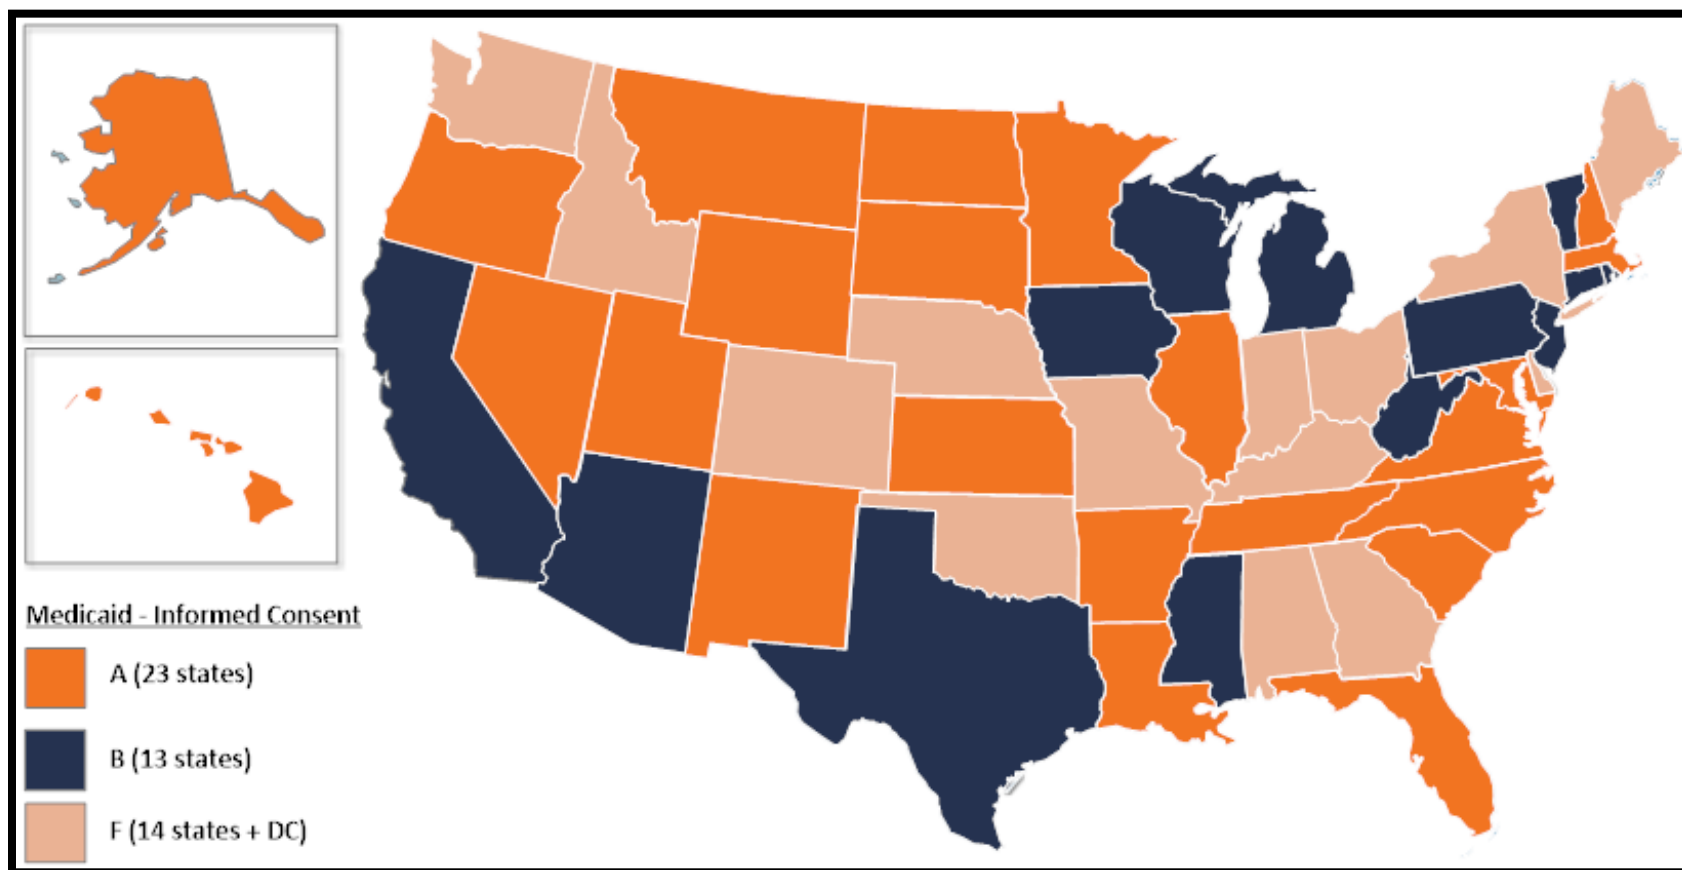 Medicaid - Informed Consent
A (23 states)
B (13 states)
F (14 states + DC)